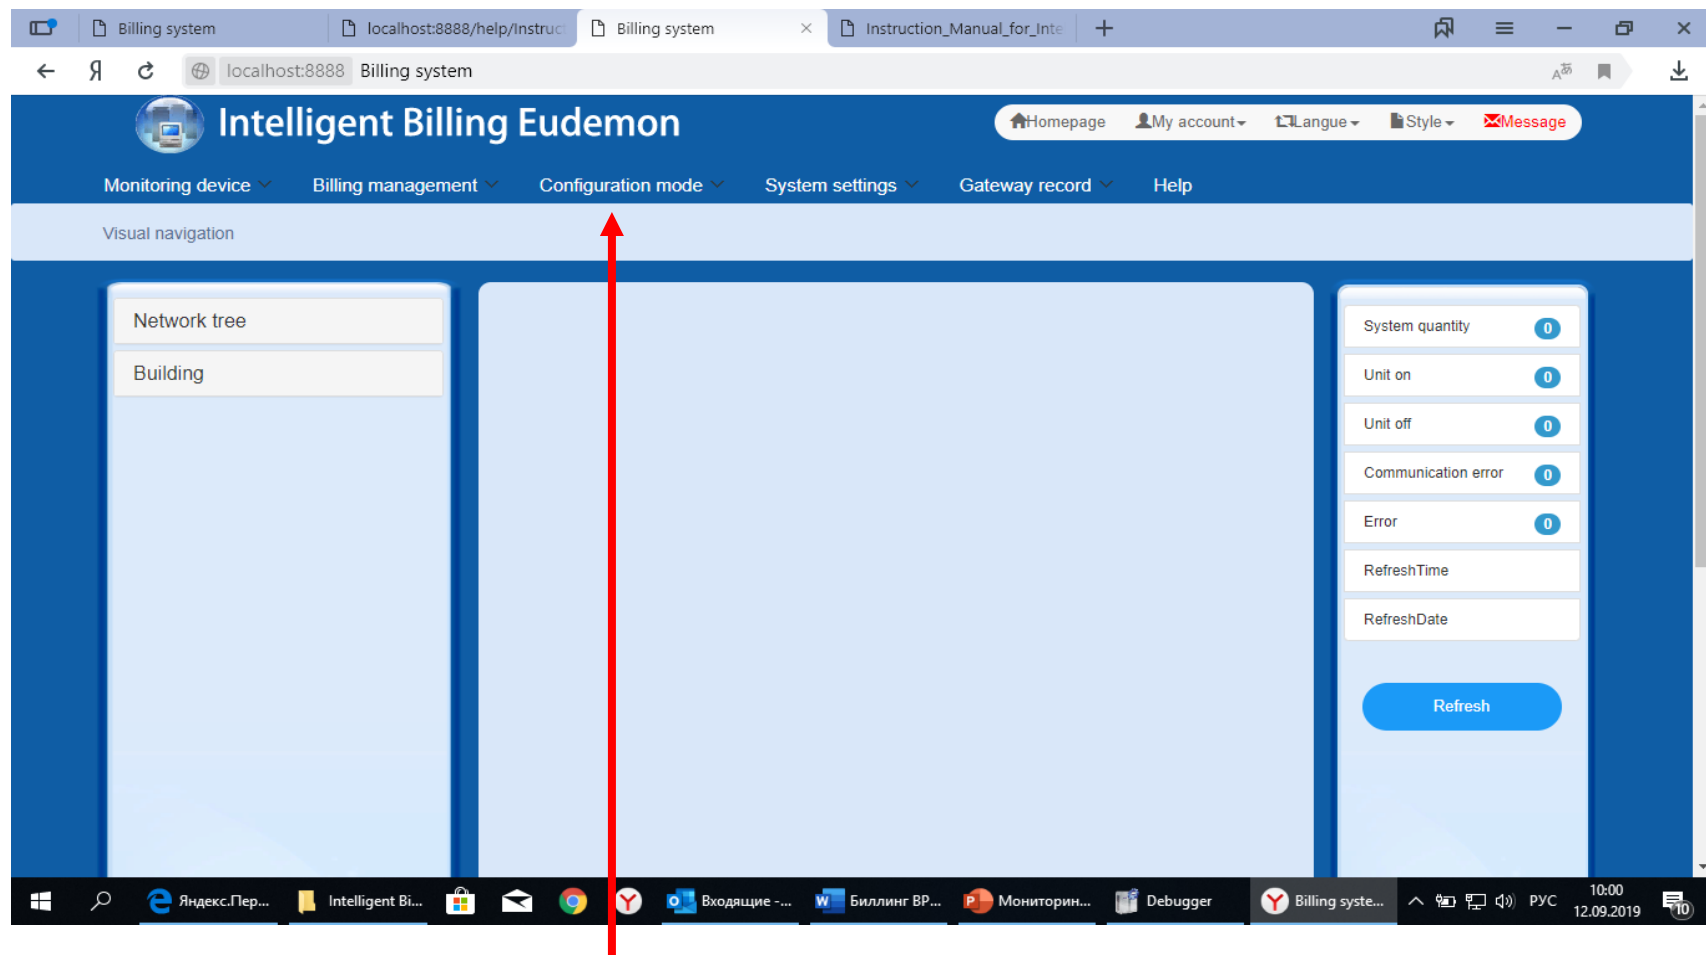 Billing system
localhost:8888/help/Instruct
Billing system
Instruction_Manual_for_Inte
Я
localhost:8888 Billing system
Intelligent Billing Eudemon
Homepage
My account
Langue
Style
Message
Monitoring device
Billing management
Configuration mode
System settings
Gateway record
Help
Visual navigation
Network tree
Building
System quantity 0
Unit on 0
Unit off 0
Communication error 0
Error 0
RefreshTime
RefreshDate
Refresh
Яндекс.Пер...
Intelligent Bi...
Входящие -...
Биллинг BP...
Мониторин...
Debugger
Billing syste...
РУС
10:00
12.09.2019
10